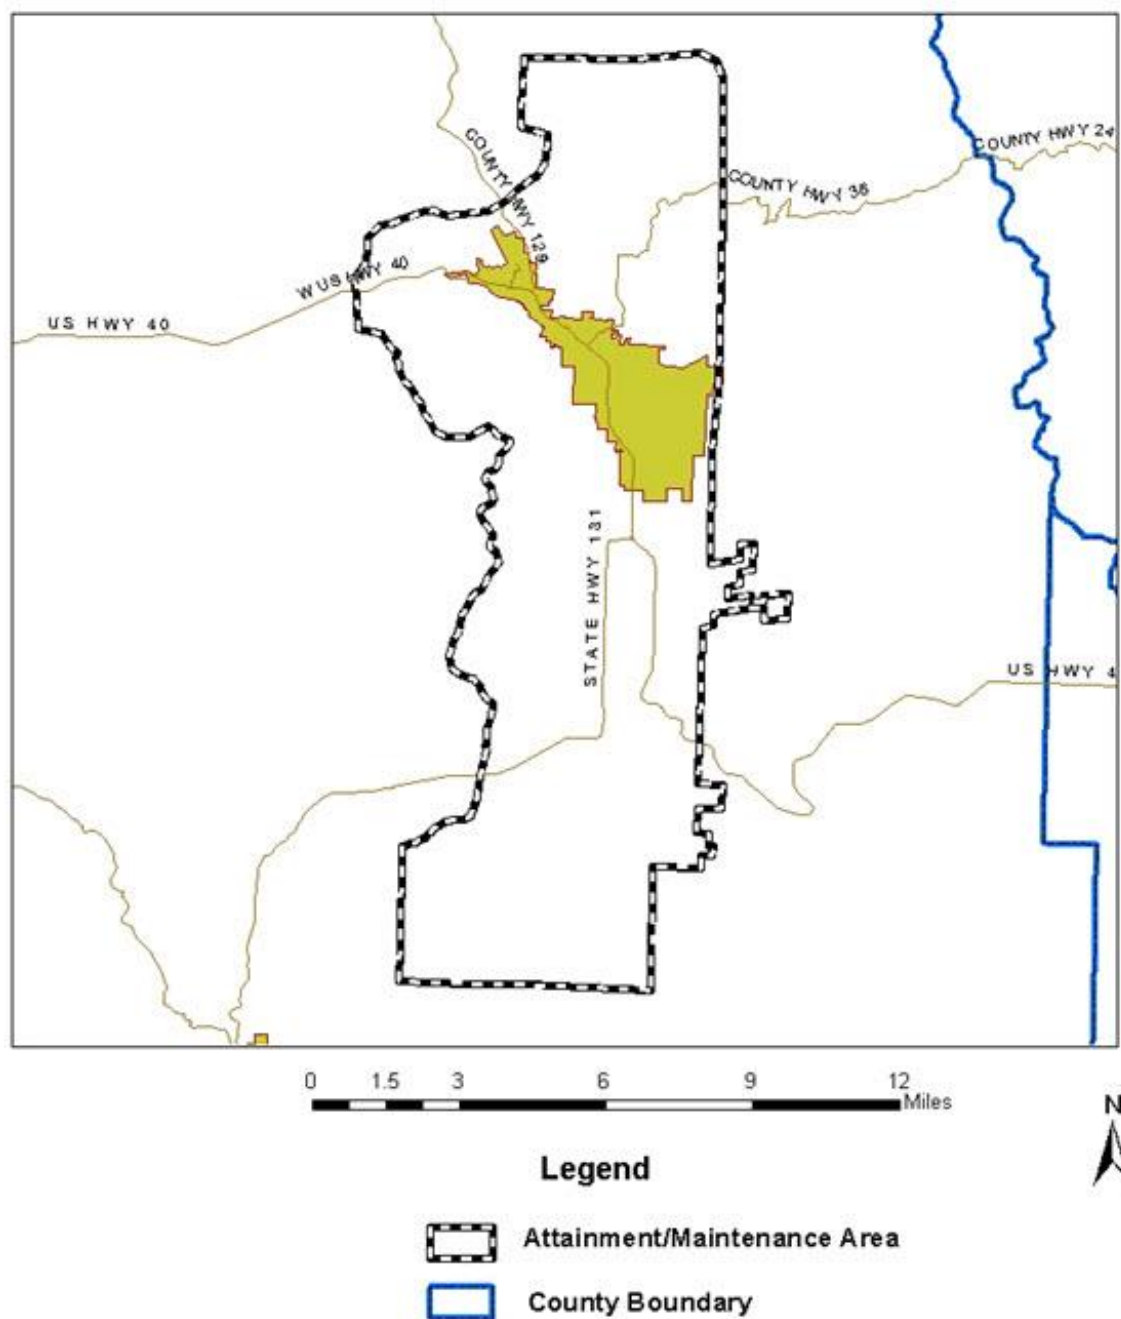 COUNTY HWY 24
COUNTY HWY 129
COUNTY HWY 36
W US HWY 40
US HWY 40
STATE HWY 131
US HWY 4
0 1.5 3 6 9 12
Miles
N
Legend
Attainment/Maintenance Area
County Boundary